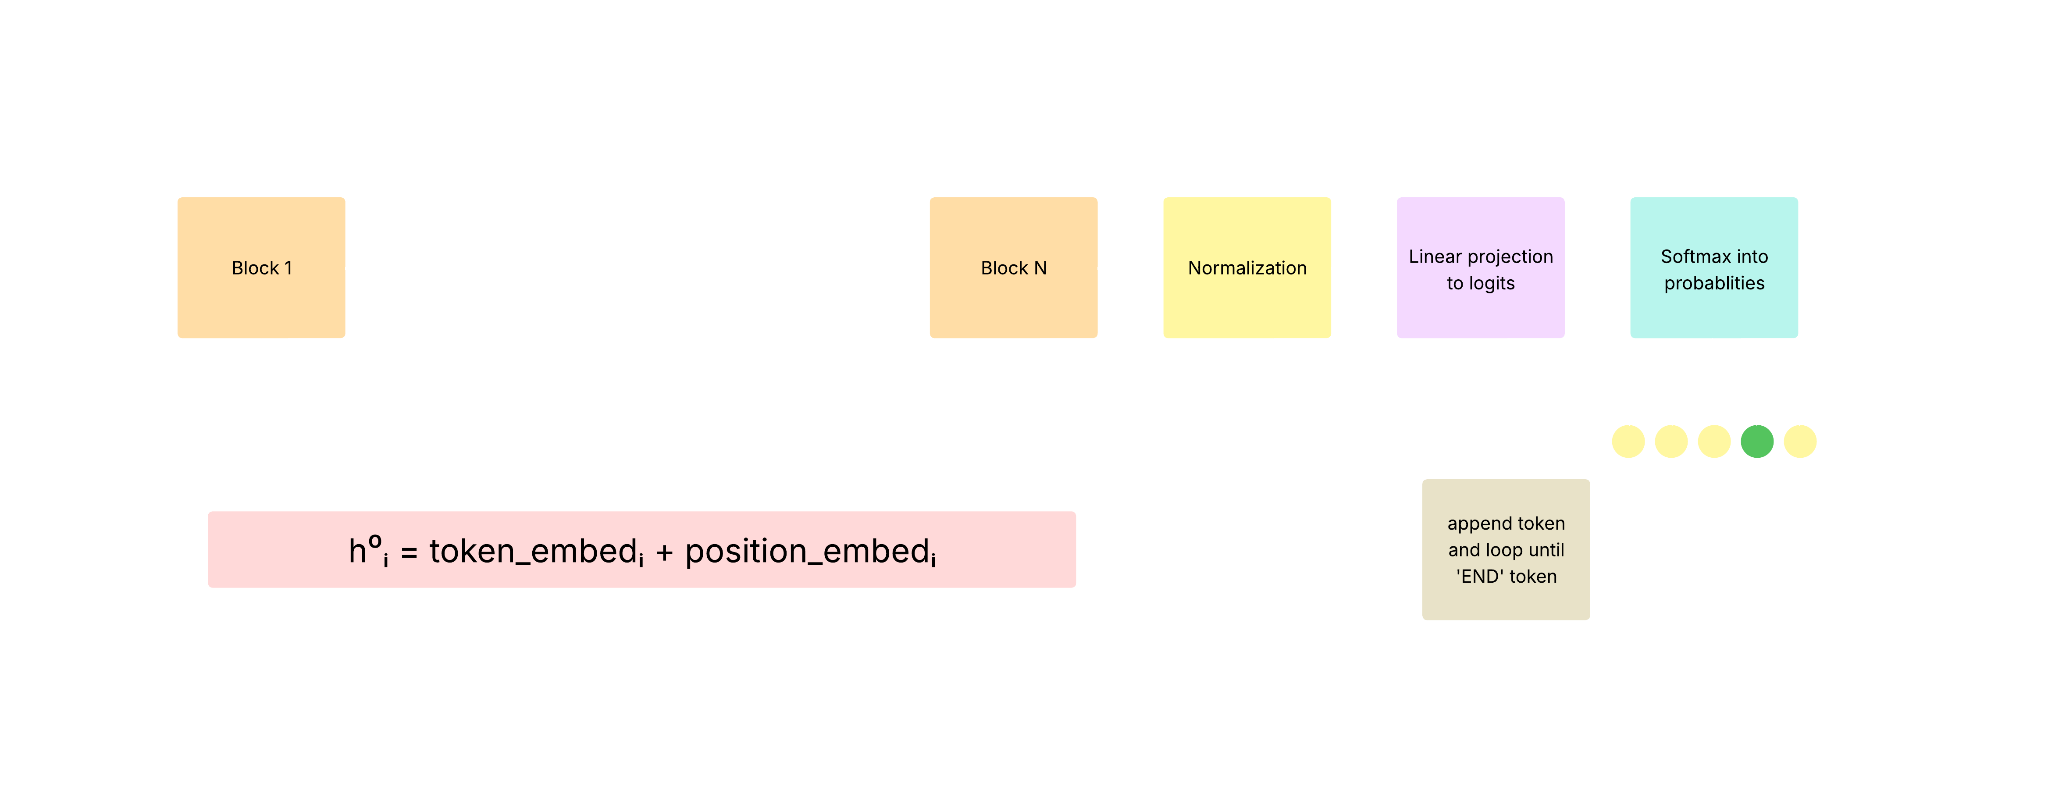 Block 1
Block N
Normalization
Linear projection
to logits
Softmax into
probablities
h⁰ᵢ = token_embedᵢ + position_embedᵢ
append token
and loop until
'END' token